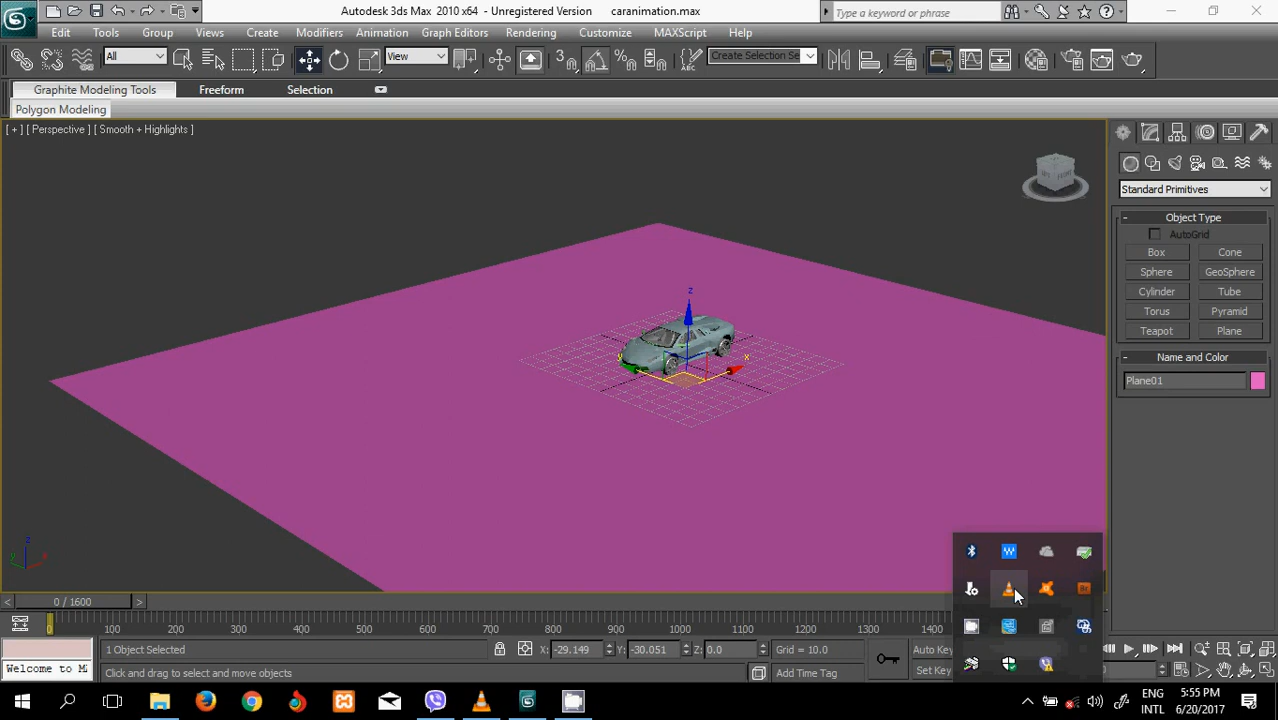 Autodesk 3ds Max 2010 x64 - Unregistered Version caranimation.max
Type a keyword or phrase
Edit Tools Group Views Create Modifiers Animation Graph Editors Rendering Customize MAXScript Help
All View Create Selection Se
Graphite Modeling Tools Freeform Selection
Polygon Modeling
[ + ] [ Perspective ] [ Smooth + Highlights ]
Standard Primitives
- Object Type
AutoGrid
Box Cone
Sphere GeoSphere
Cylinder Tube
Torus Pyramid
Teapot Plane
- Name and Color
Plane01
z
y x
z
y x
< 0 / 1600 >
0 100 200 300 400 500 600 700 800 900 1000 1100 1200 1300 1400
1 Object Selected X: -29.149 Y: -30.051 Z: 0.0 Grid = 10.0 Auto Key
Welcome to M Click and drag to select and move objects Add Time Tag Set Key
ENG 5:55 PM
INTL 6/20/2017